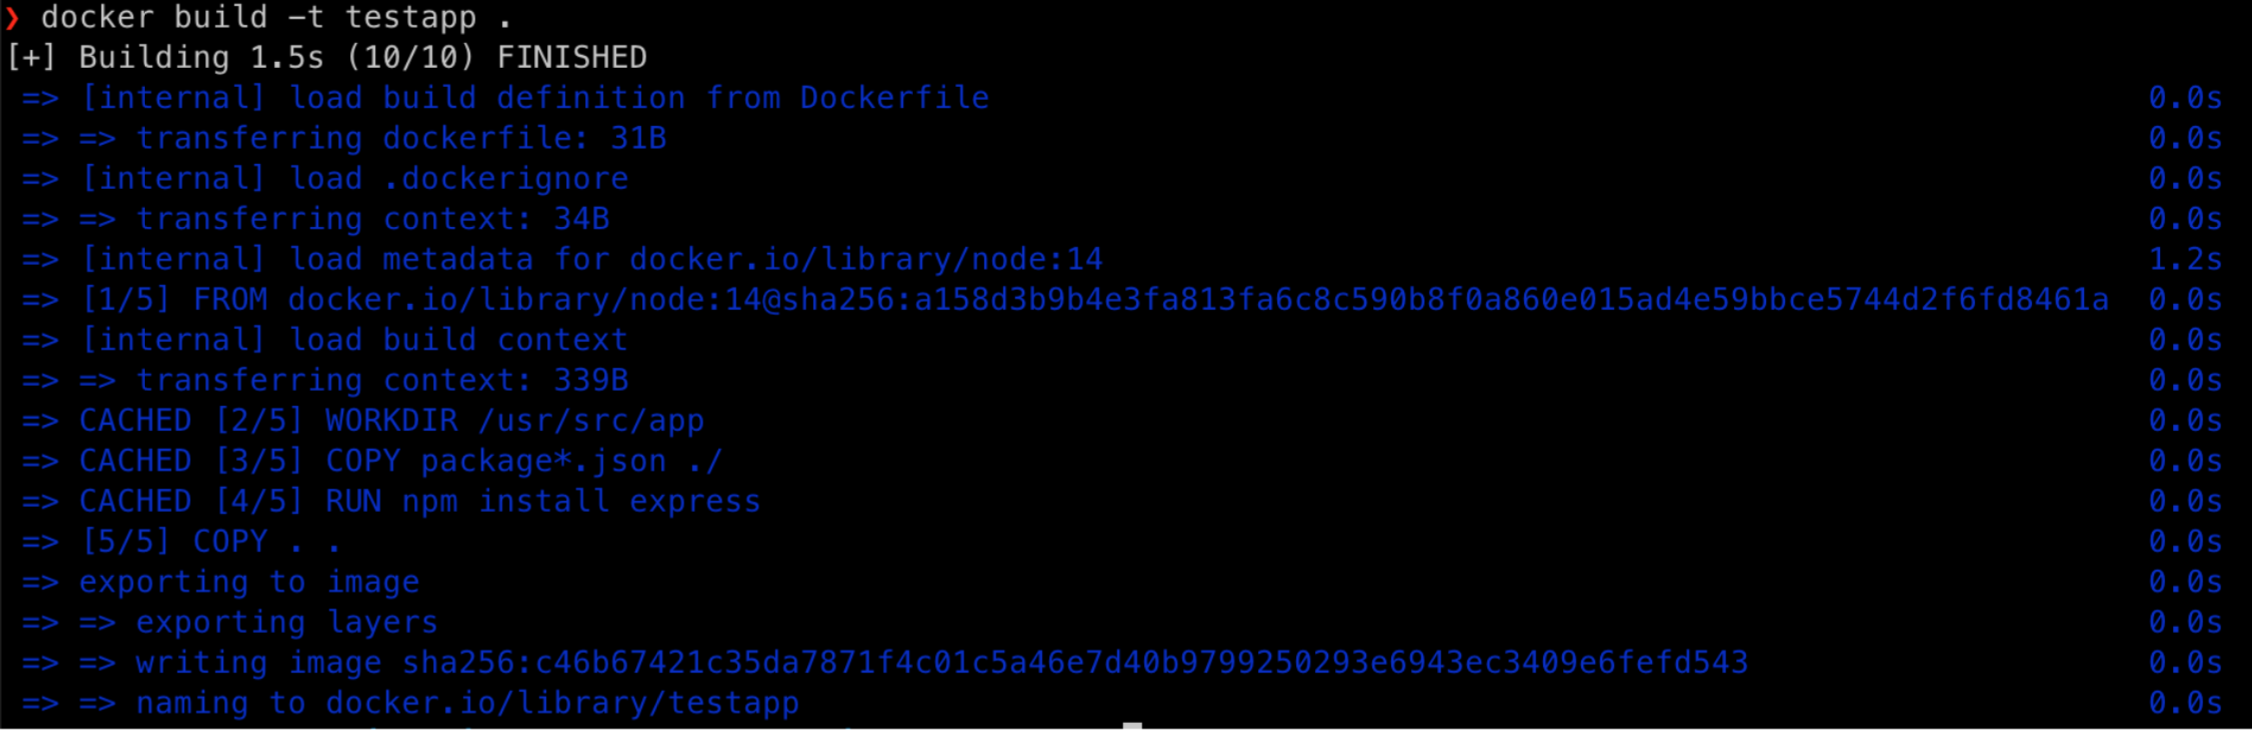 ❯ docker build -t testapp .
[+] Building 1.5s (10/10) FINISHED
=> [internal] load build definition from Dockerfile 0.0s
=> => transferring dockerfile: 31B 0.0s
=> [internal] load .dockerignore 0.0s
=> => transferring context: 34B 0.0s
=> [internal] load metadata for docker.io/library/node:14 1.2s
=> [1/5] FROM docker.io/library/node:14@sha256:a158d3b9b4e3fa813fa6c8c590b8f0a860e015ad4e59bbce5744d2f6fd8461a 0.0s
=> [internal] load build context 0.0s
=> => transferring context: 339B 0.0s
=> CACHED [2/5] WORKDIR /usr/src/app 0.0s
=> CACHED [3/5] COPY package*.json ./ 0.0s
=> CACHED [4/5] RUN npm install express 0.0s
=> [5/5] COPY . . 0.0s
=> exporting to image 0.0s
=> => exporting layers 0.0s
=> => writing image sha256:c46b67421c35da7871f4c01c5a46e7d40b9799250293e6943ec3409e6fefd543 0.0s
=> => naming to docker.io/library/testapp 0.0s